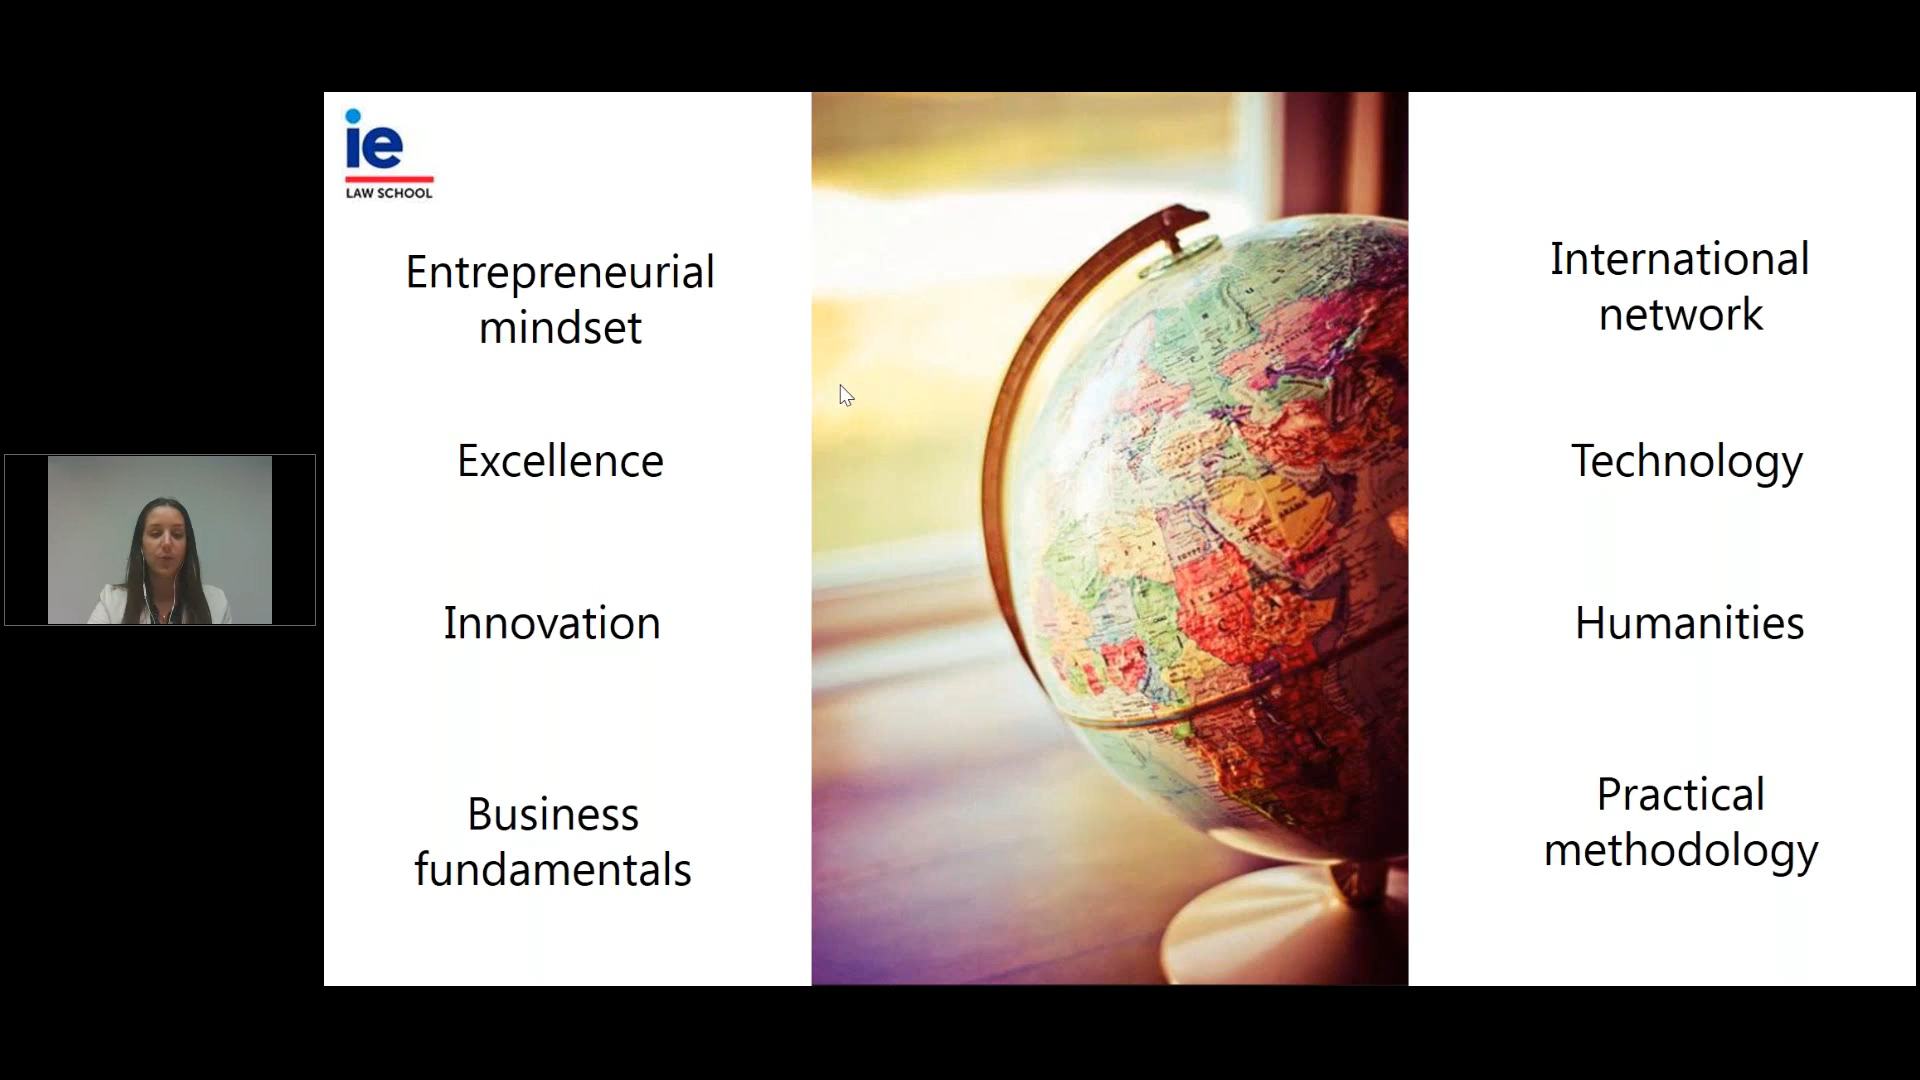 ie
LAW SCHOOL
Entrepreneurial
mindset
Excellence
Innovation
Business
fundamentals
International
network
Technology
Humanities
Practical
methodology